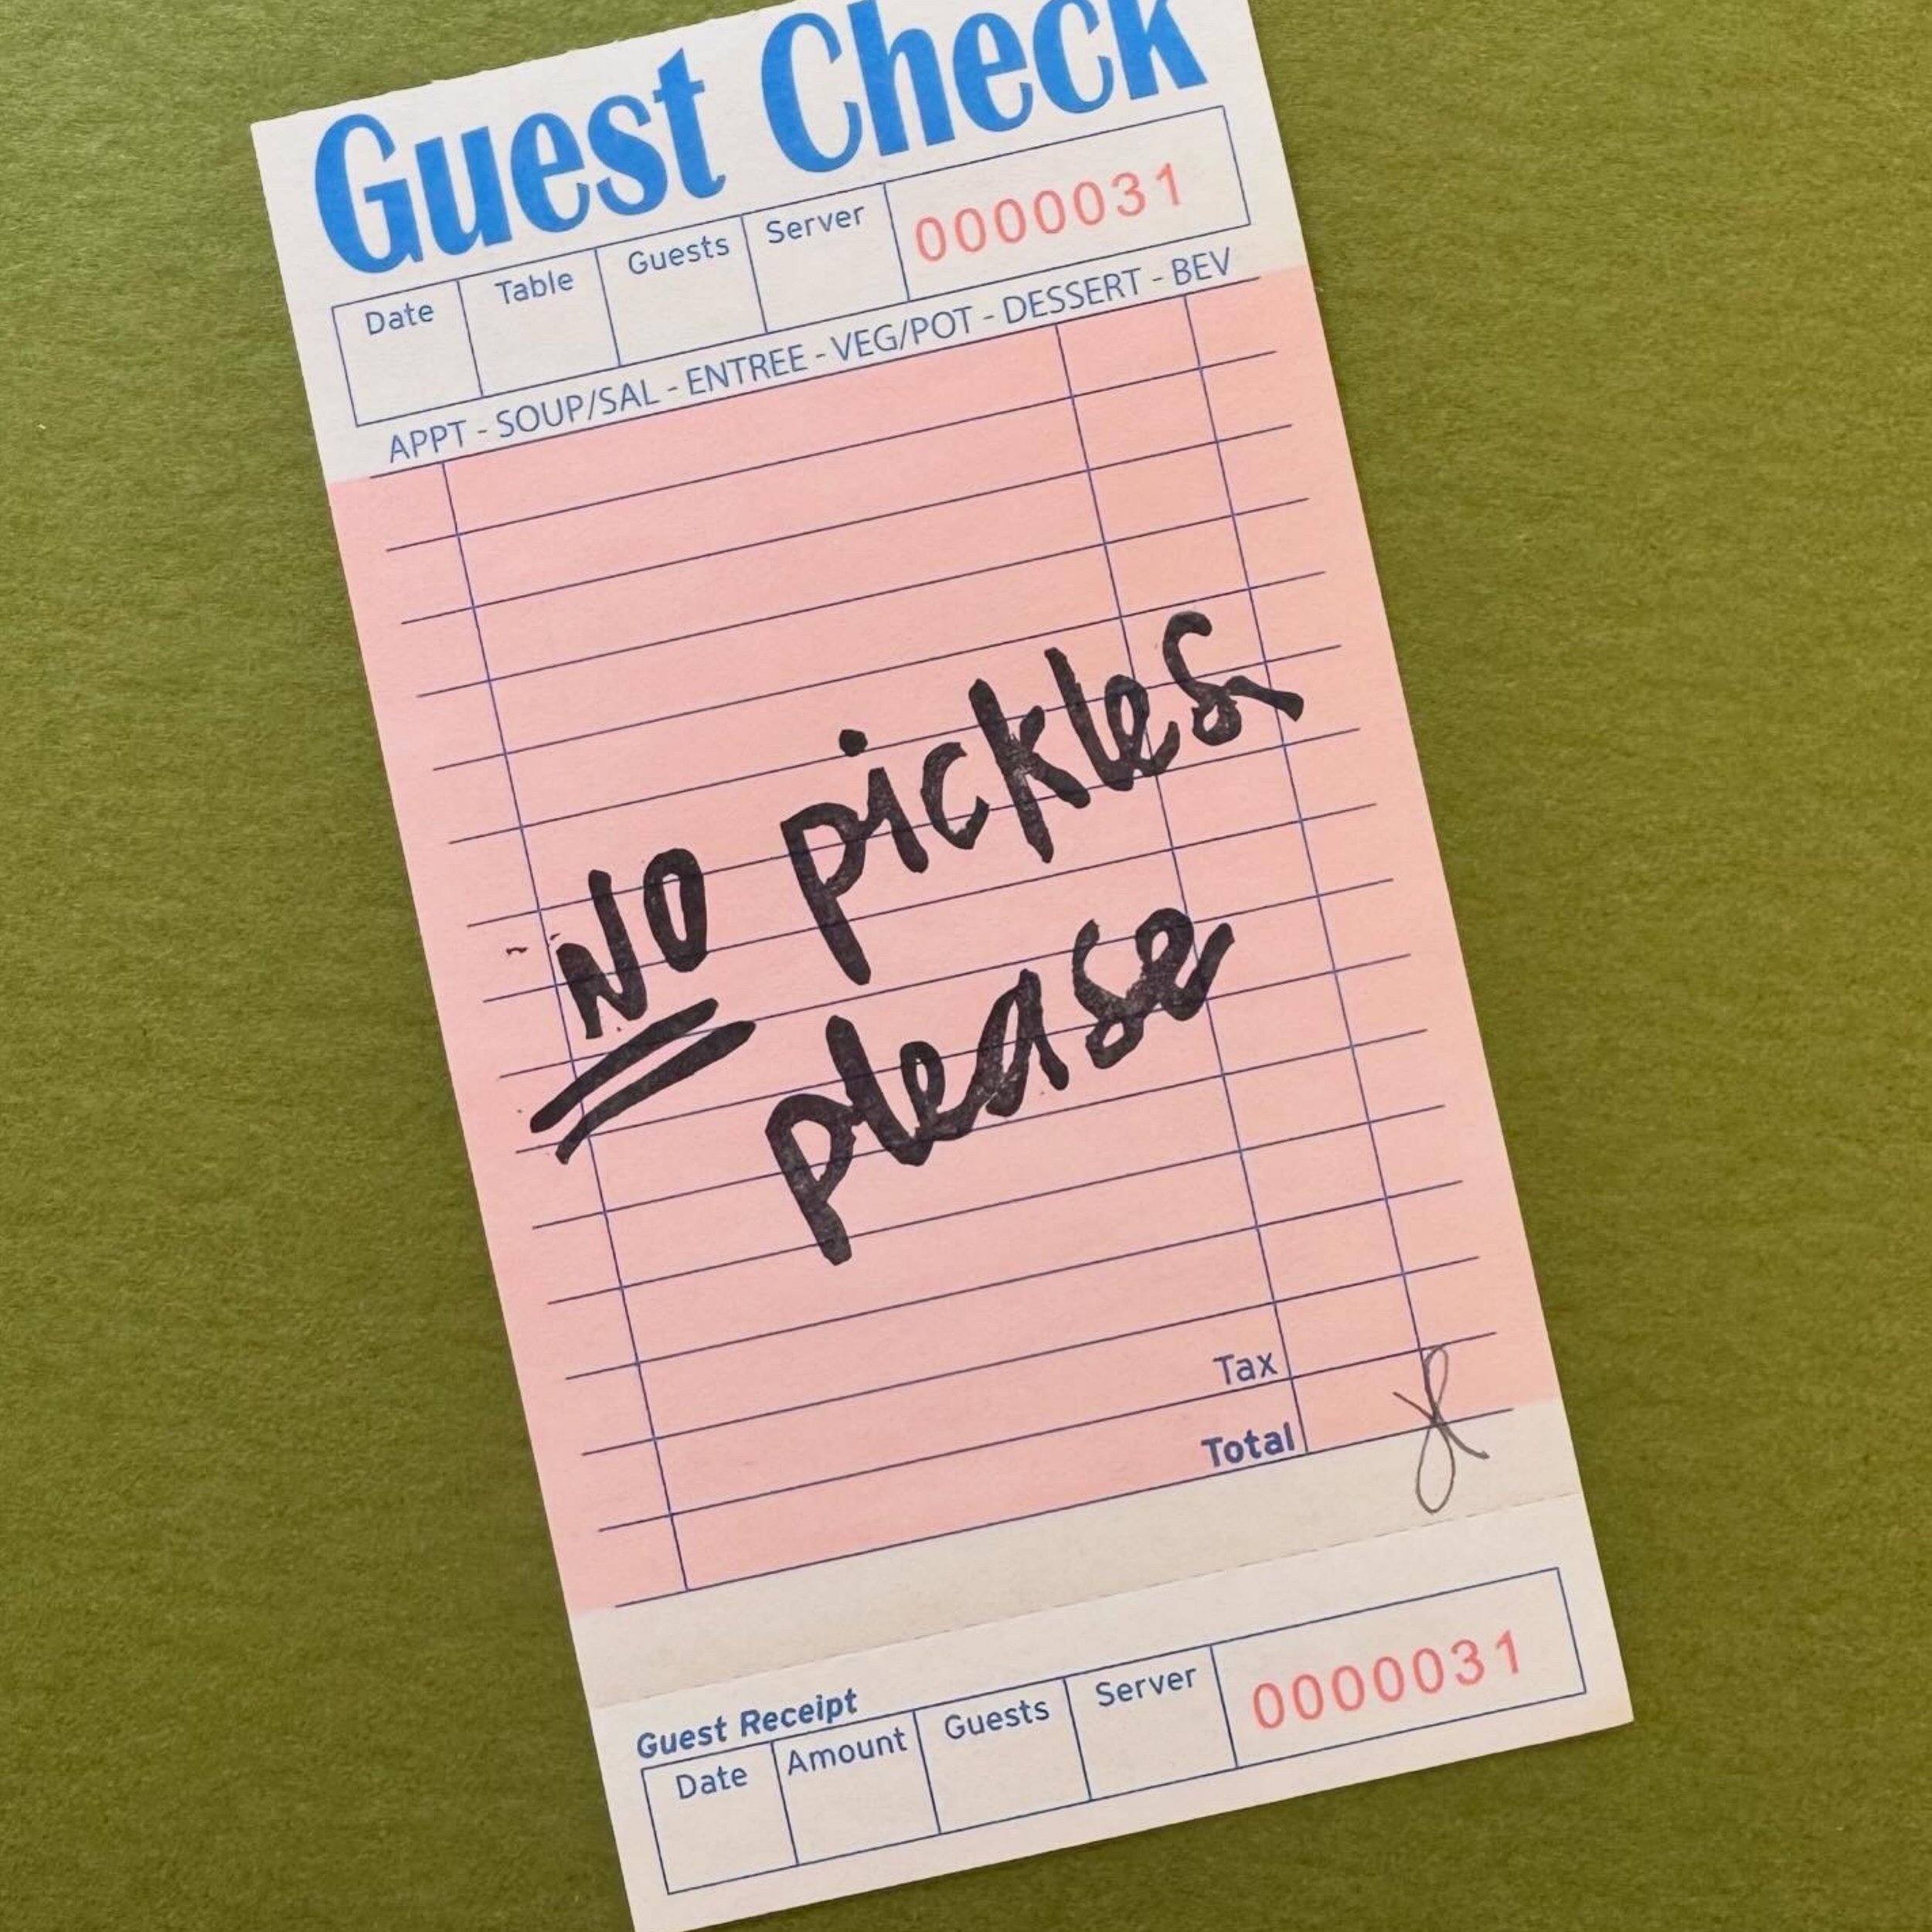 Guest Check
Date Table Guests Server 0000031
APPT - SOUP/SAL - ENTREE - VEG/POT - DESSERT - BEV
NO pickles
please
Tax
Total
Guest Receipt
Date Amount Guests Server 0000031